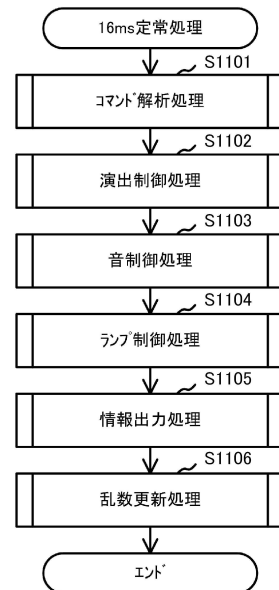 16ms定常処理
S1101
コマンド解析処理
S1102
演出制御処理
S1103
音制御処理
S1104
ランプ制御処理
S1105
情報出力処理
S1106
乱数更新処理
エンド